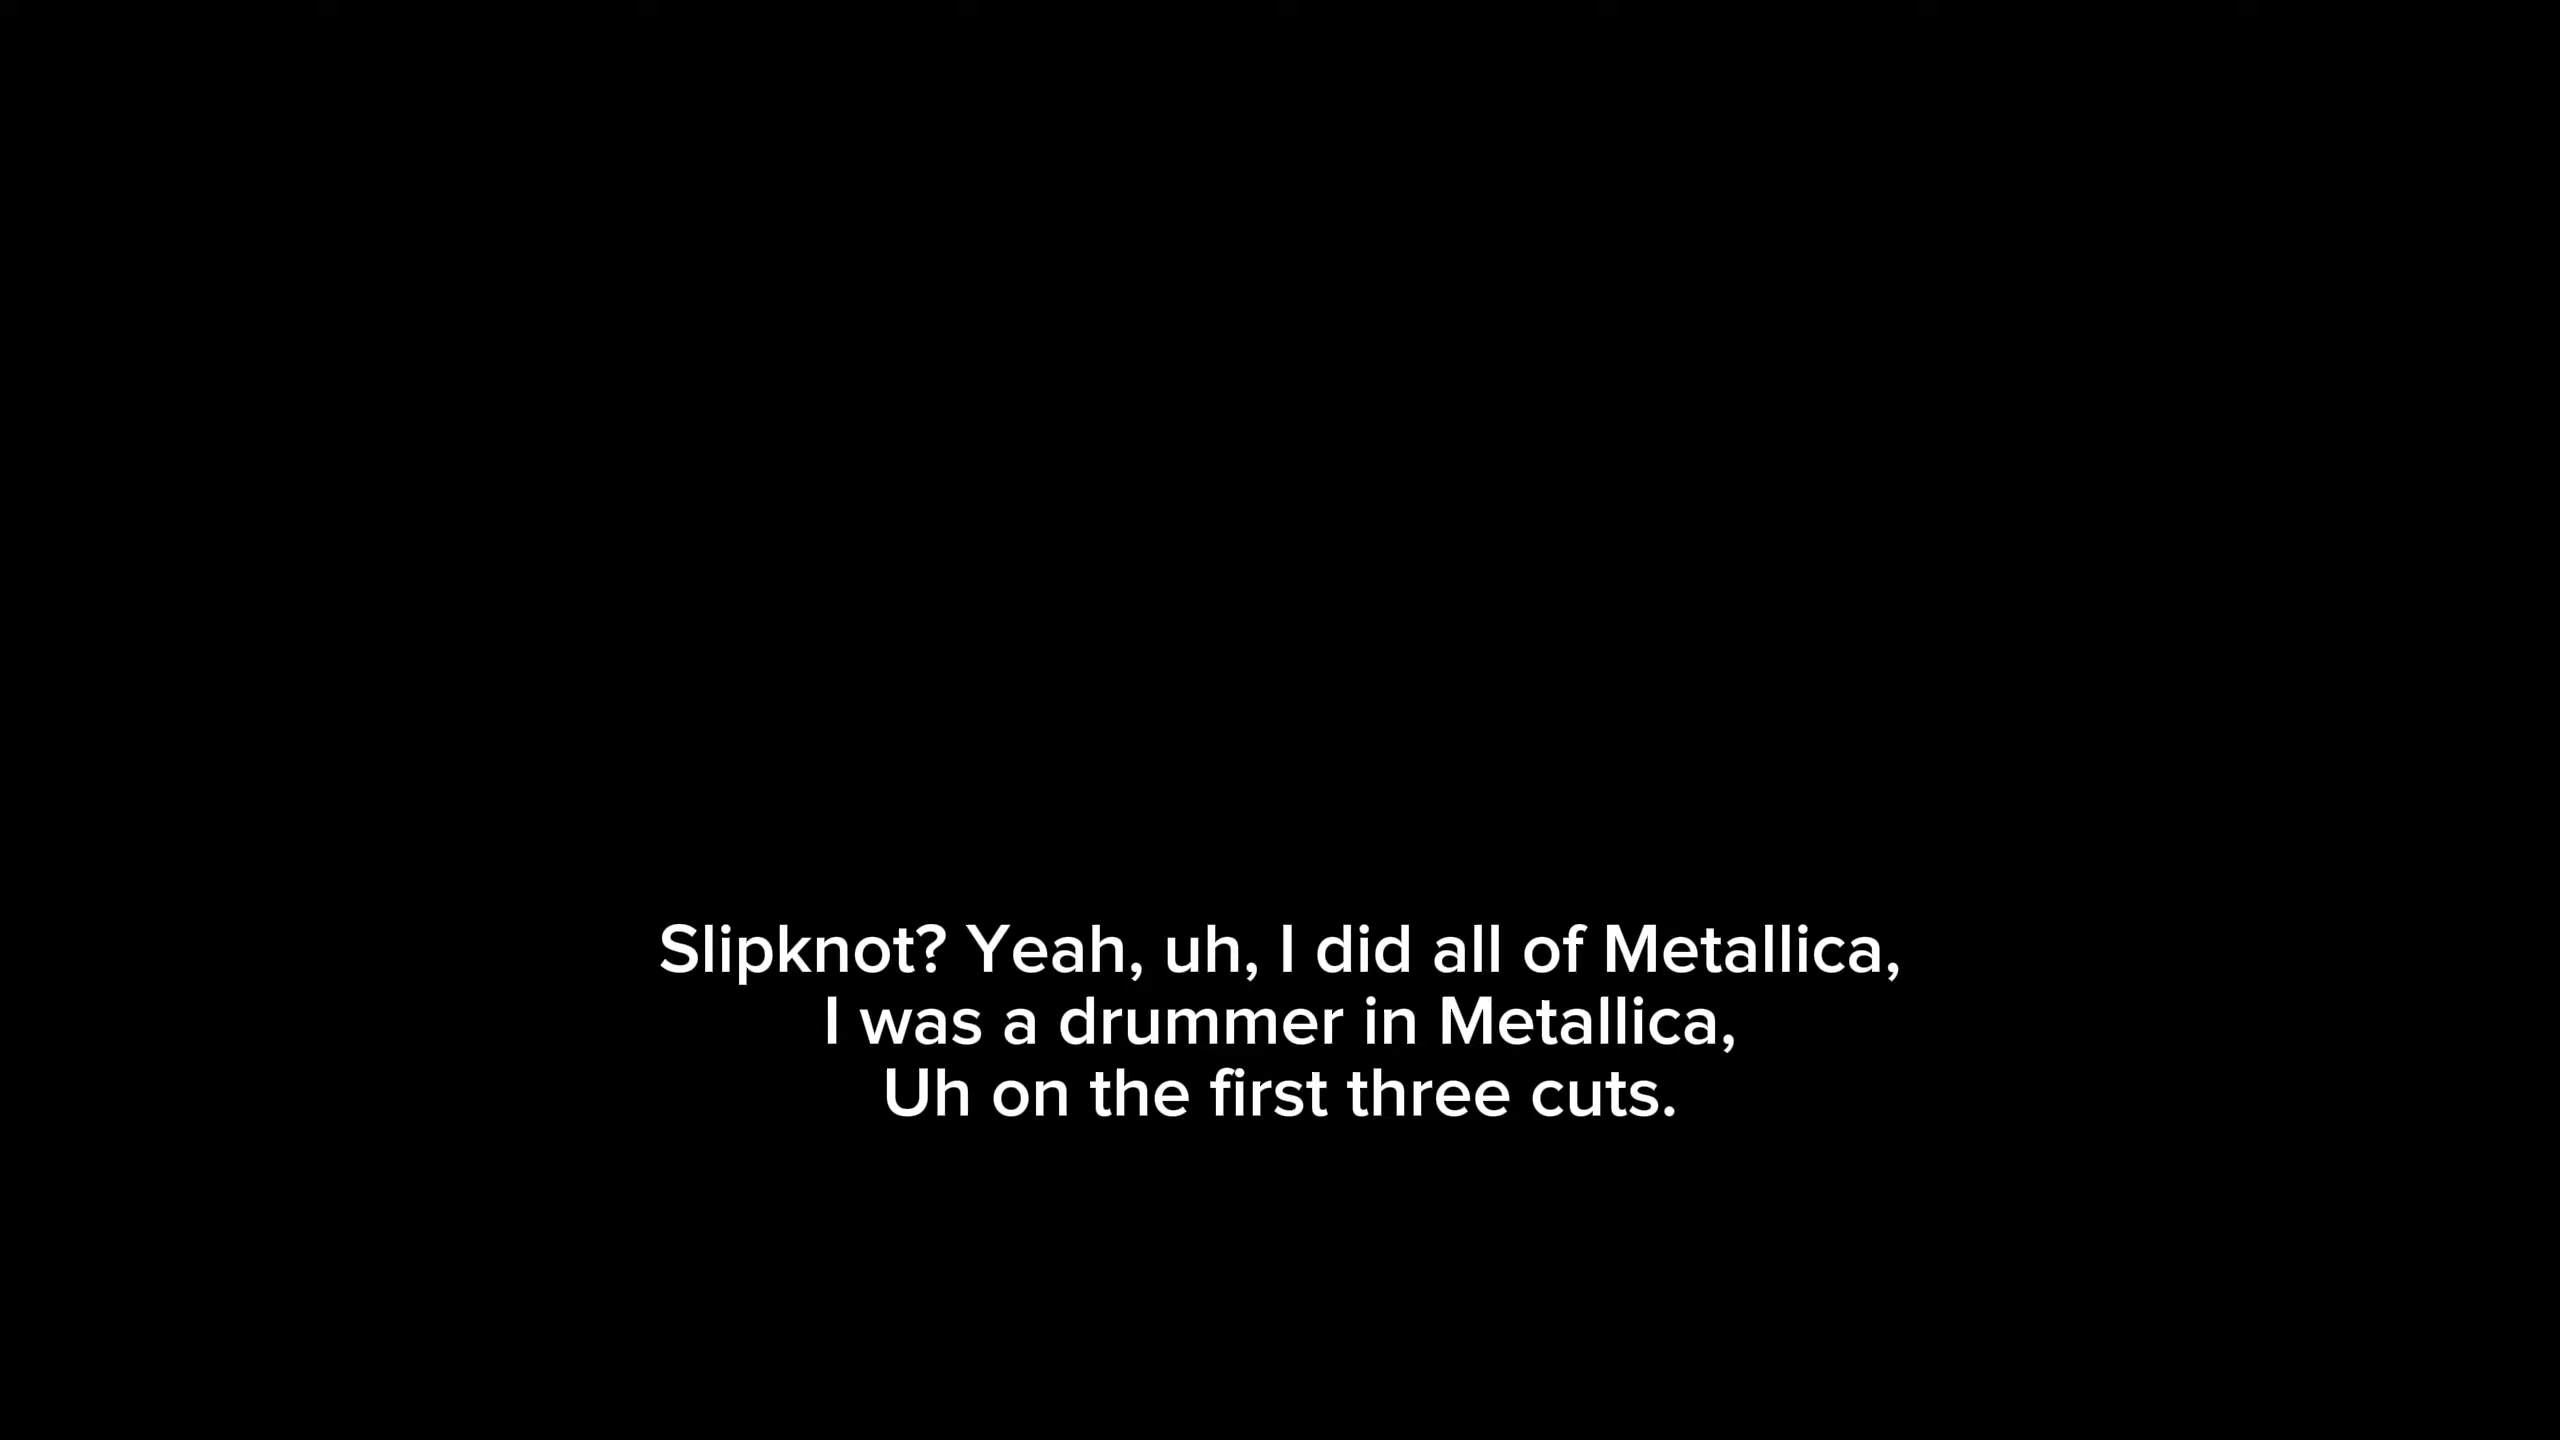 Slipknot? Yeah, uh, I did all of Metallica,
I was a drummer in Metallica,
Uh on the first three cuts.